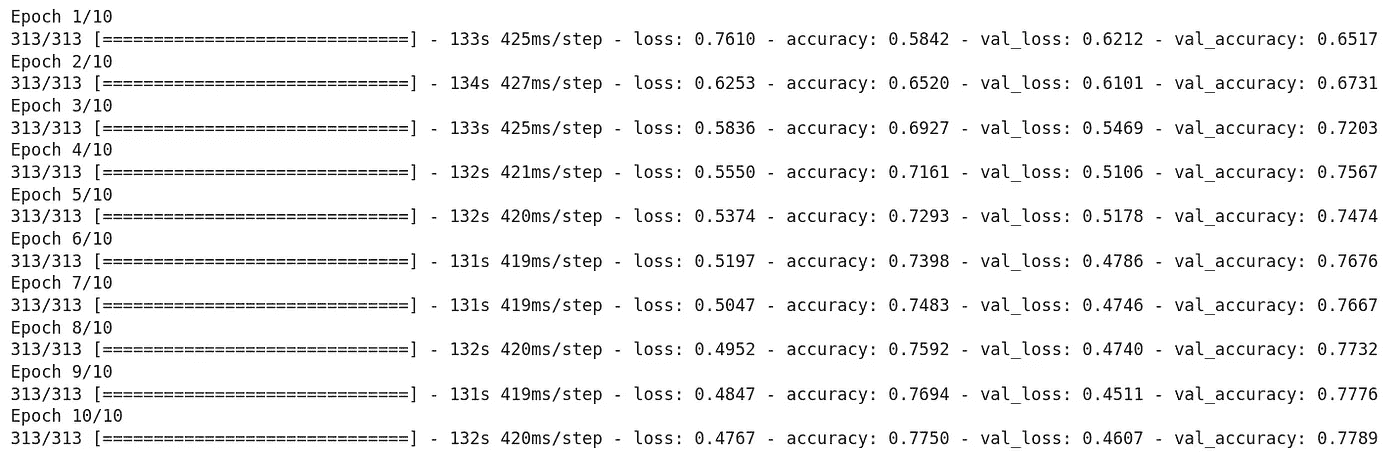 Epoch 1/10
313/313 [==============================] - 133s 425ms/step - loss: 0.7610 - accuracy: 0.5842 - val_loss: 0.6212 - val_accuracy: 0.6517
Epoch 2/10
313/313 [==============================] - 134s 427ms/step - loss: 0.6253 - accuracy: 0.6520 - val_loss: 0.6101 - val_accuracy: 0.6731
Epoch 3/10
313/313 [==============================] - 133s 425ms/step - loss: 0.5836 - accuracy: 0.6927 - val_loss: 0.5469 - val_accuracy: 0.7203
Epoch 4/10
313/313 [==============================] - 132s 421ms/step - loss: 0.5550 - accuracy: 0.7161 - val_loss: 0.5106 - val_accuracy: 0.7567
Epoch 5/10
313/313 [==============================] - 132s 420ms/step - loss: 0.5374 - accuracy: 0.7293 - val_loss: 0.5178 - val_accuracy: 0.7474
Epoch 6/10
313/313 [==============================] - 131s 419ms/step - loss: 0.5197 - accuracy: 0.7398 - val_loss: 0.4786 - val_accuracy: 0.7676
Epoch 7/10
313/313 [==============================] - 131s 419ms/step - loss: 0.5047 - accuracy: 0.7483 - val_loss: 0.4746 - val_accuracy: 0.7667
Epoch 8/10
313/313 [==============================] - 132s 420ms/step - loss: 0.4952 - accuracy: 0.7592 - val_loss: 0.4740 - val_accuracy: 0.7732
Epoch 9/10
313/313 [==============================] - 131s 419ms/step - loss: 0.4847 - accuracy: 0.7694 - val_loss: 0.4511 - val_accuracy: 0.7776
Epoch 10/10
313/313 [==============================] - 132s 420ms/step - loss: 0.4767 - accuracy: 0.7750 - val_loss: 0.4607 - val_accuracy: 0.7789